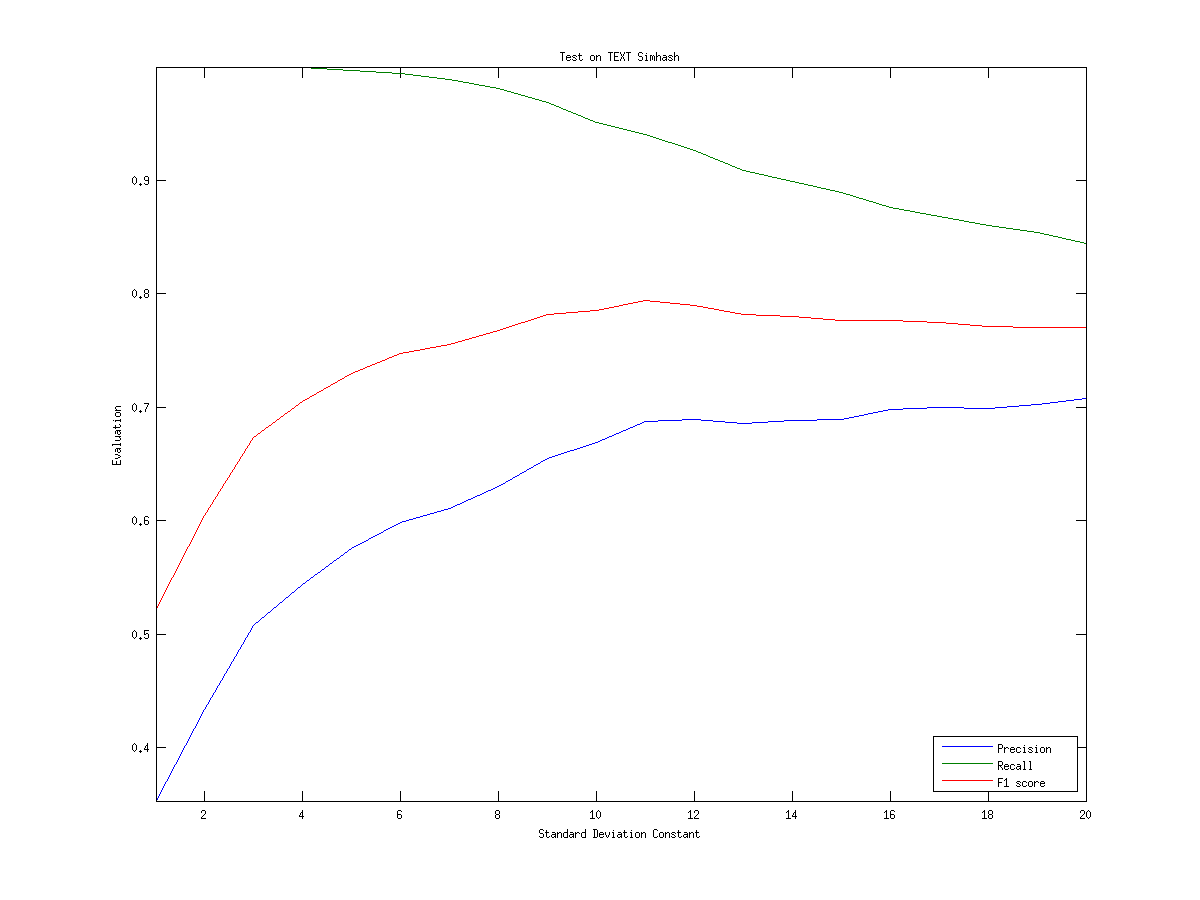 Test on TEXT Simhash
0.9
0.8
0.7
0.6
0.5
0.4
Evaluation
2 4 6 8 10 12 14 16 18 20
Standard Deviation Constant
Precision
Recall
F1 score